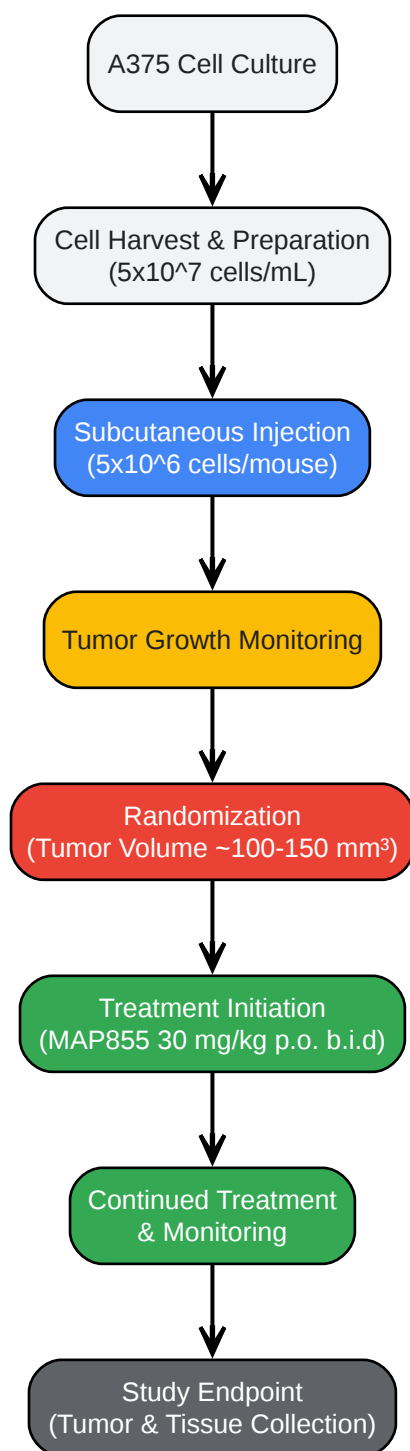 A375 Cell Culture
Cell Harvest & Preparation
(5x10^7 cells/mL)
Subcutaneous Injection
(5x10^6 cells/mouse)
Tumor Growth Monitoring
Randomization
(Tumor Volume ~100-150 mm³)
Treatment Initiation
(MAP855 30 mg/kg p.o. b.i.d)
Continued Treatment
& Monitoring
Study Endpoint
(Tumor & Tissue Collection)